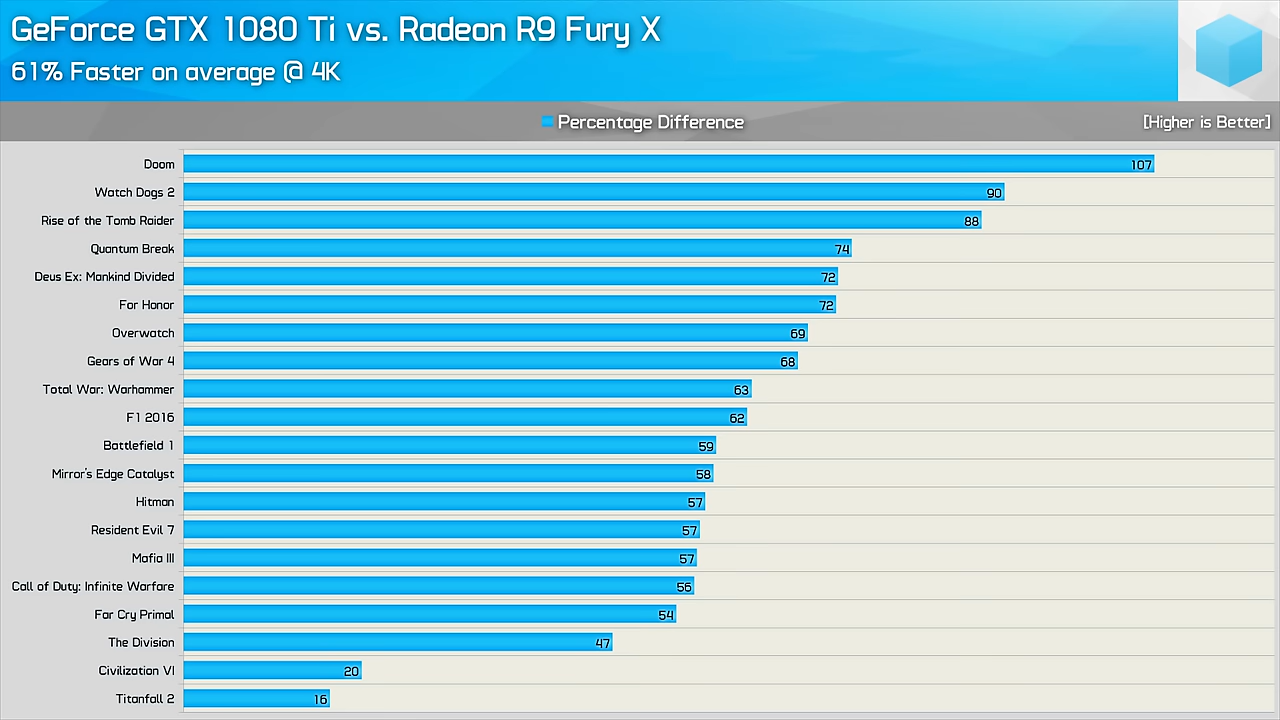 GeForce GTX 1080 Ti vs. Radeon R9 Fury X
61% Faster on average @ 4K
Percentage Difference
[Higher is Better]
Doom 107
Watch Dogs 2 90
Rise of the Tomb Raider 88
Quantum Break 74
Deus Ex: Mankind Divided 72
For Honor 72
Overwatch 69
Gears of War 4 68
Total War: Warhammer 63
F1 2016 62
Battlefield 1 59
Mirror's Edge Catalyst 58
Hitman 57
Resident Evil 7 57
Mafia III 57
Call of Duty: Infinite Warfare 56
Far Cry Primal 54
The Division 47
Civilization VI 20
Titanfall 2 16